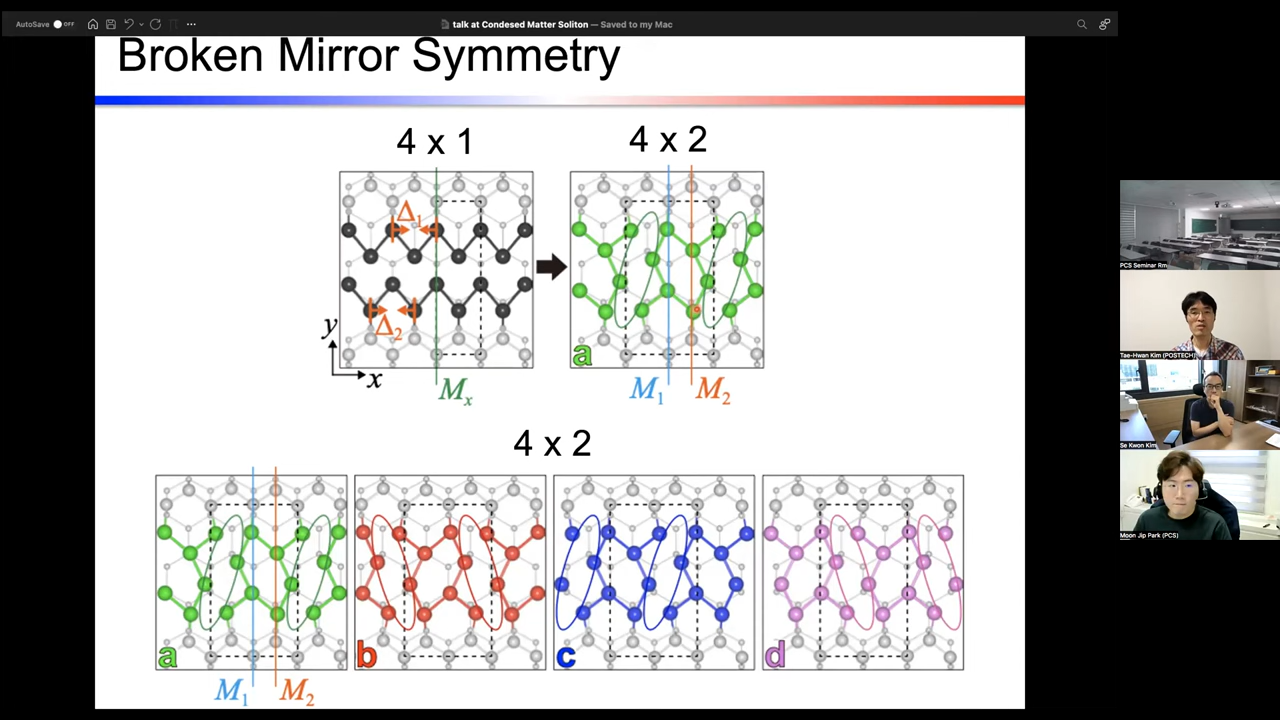 AutoSave OFF
talk at Condesed Matter Soliton — Saved to my Mac
Broken Mirror Symmetry
4 x 1
4 x 2
Δ1
Δ2
y
x
Mx
a
M1
M2
4 x 2
a
b
c
d
M1
M2
PCS Seminar Rm
Tae-Hwan Kim (POSTECH)
Se Kwon Kim
Moon Jip Park (PCS)